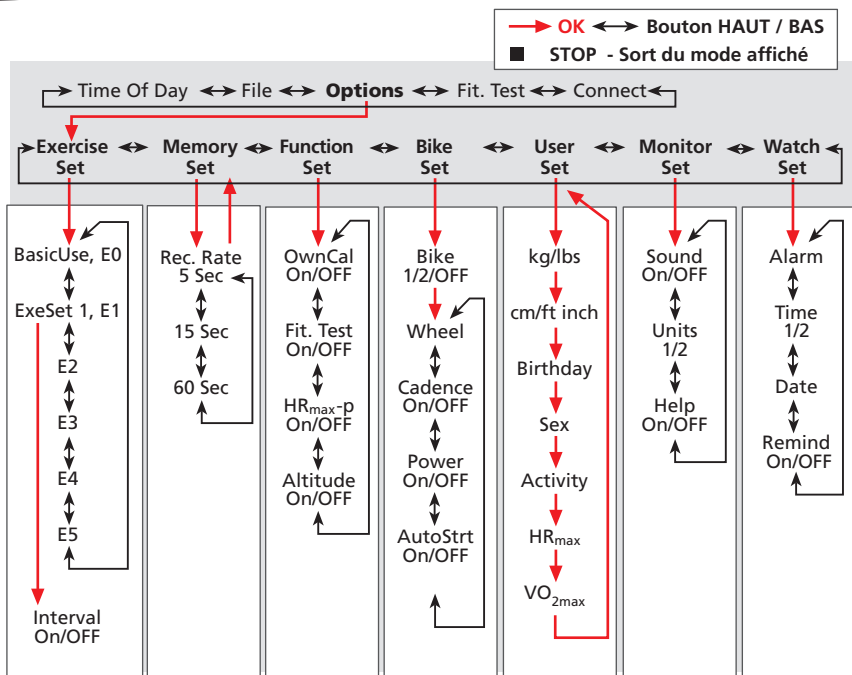 OK Bouton HAUT / BAS
STOP - Sort du mode affiché
Time Of Day File Options Fit. Test Connect
Exercise Set
Memory Set
Function Set
Bike Set
User Set
Monitor Set
Watch Set
BasicUse, E0
ExeSet 1, E1
E2
E3
E4
E5
Interval
On/OFF
Rec. Rate
5 Sec
15 Sec
60 Sec
OwnCal
On/OFF
Fit. Test
On/OFF
HRmax-p
On/OFF
Altitude
On/OFF
Bike
1/2/OFF
Wheel
Cadence
On/OFF
Power
On/OFF
AutoStrt
On/OFF
kg/lbs
cm/ft inch
Birthday
Sex
Activity
HRmax
VO2max
Sound
On/OFF
Units
1/2
Help
On/OFF
Alarm
Time
1/2
Date
Remind
On/OFF